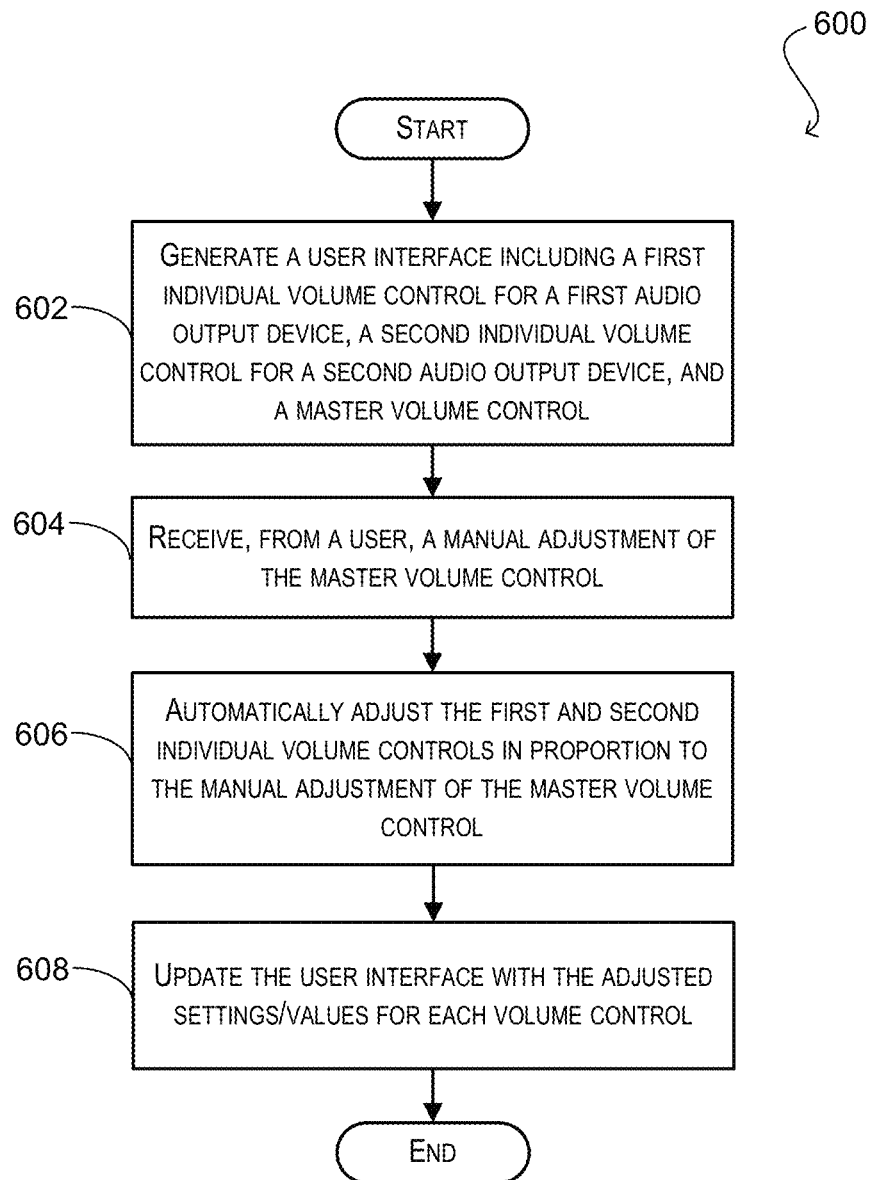 600
START
602
GENERATE A USER INTERFACE INCLUDING A FIRST
INDIVIDUAL VOLUME CONTROL FOR A FIRST AUDIO
OUTPUT DEVICE, A SECOND INDIVIDUAL VOLUME
CONTROL FOR A SECOND AUDIO OUTPUT DEVICE, AND
A MASTER VOLUME CONTROL
604
RECEIVE, FROM A USER, A MANUAL ADJUSTMENT OF
THE MASTER VOLUME CONTROL
606
AUTOMATICALLY ADJUST THE FIRST AND SECOND
INDIVIDUAL VOLUME CONTROLS IN PROPORTION TO
THE MANUAL ADJUSTMENT OF THE MASTER VOLUME
CONTROL
608
UPDATE THE USER INTERFACE WITH THE ADJUSTED
SETTINGS/VALUES FOR EACH VOLUME CONTROL
END